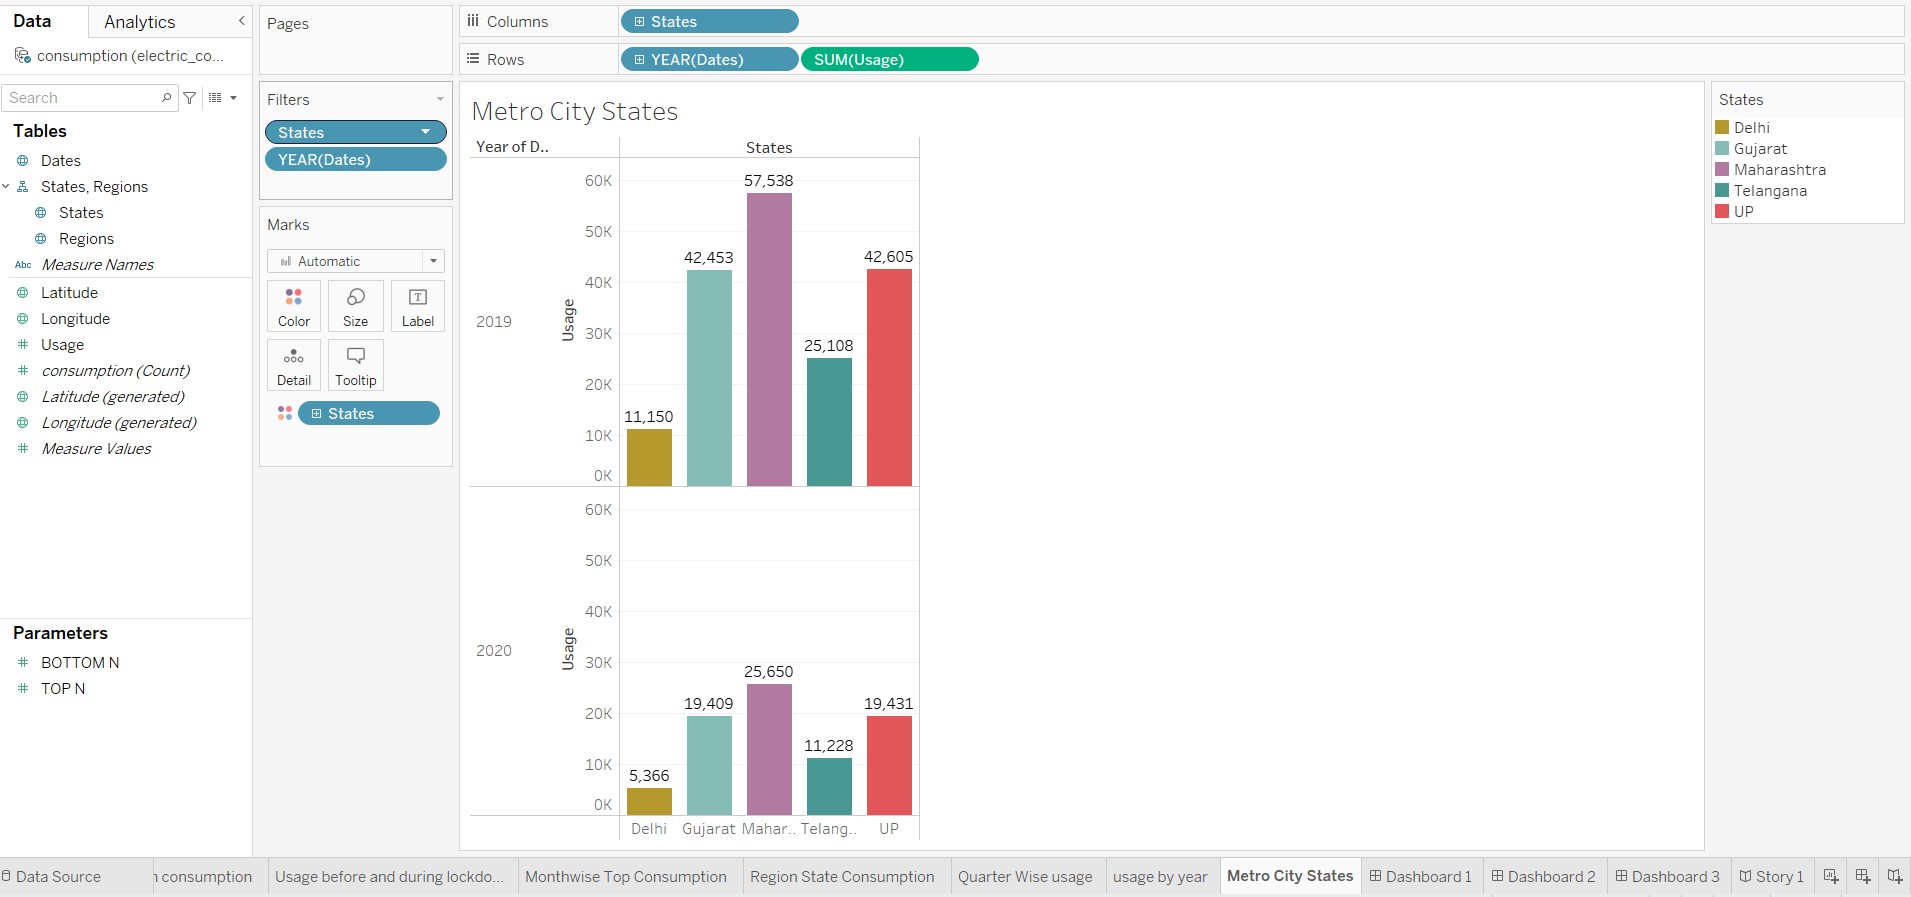 Data
Analytics
consumption (electric_co...
Search
Tables
Dates
States, Regions
States
Regions
Abc Measure Names
Latitude
Longitude
# Usage
# consumption (Count)
Latitude (generated)
Longitude (generated)
# Measure Values
Parameters
# BOTTOM N
# TOP N
Pages
Filters
States
YEAR(Dates)
Marks
Automatic
Color
Size
T
Label
Detail
Tooltip
States
Columns
States
Rows
YEAR(Dates)
SUM(Usage)
Metro City States
Year of D..
States
2019
Usage
60K
50K
40K
30K
20K
10K
0K
11,150
42,453
57,538
25,108
42,605
2020
Usage
60K
50K
40K
30K
20K
10K
0K
5,366
19,409
25,650
11,228
19,431
Delhi
Gujarat
Mahar..
Telang..
UP
States
Delhi
Gujarat
Maharashtra
Telangana
UP
Data Source
consumption
Usage before and during lockdo...
Monthwise Top Consumption
Region State Consumption
Quarter Wise usage
usage by year
Metro City States
Dashboard 1
Dashboard 2
Dashboard 3
Story 1